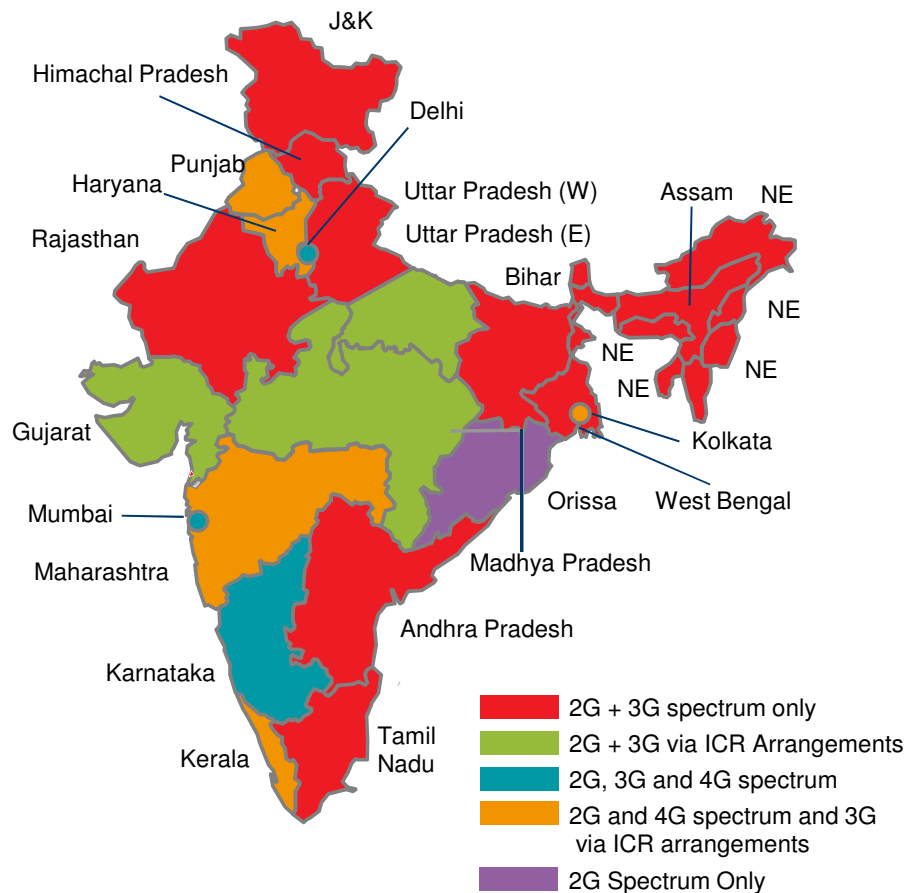 J&K
Himachal Pradesh
Delhi
Punjab
Haryana
Uttar Pradesh (W)
Assam
NE
Rajasthan
Uttar Pradesh (E)
Bihar
NE
NE
NE
NE
Gujarat
Kolkata
West Bengal
Orissa
Mumbai
Madhya Pradesh
Maharashtra
Andhra Pradesh
Karnataka
Kerala
Tamil
Nadu
2G + 3G spectrum only
2G + 3G via ICR Arrangements
2G, 3G and 4G spectrum
2G and 4G spectrum and 3G
via ICR arrangements
2G Spectrum Only